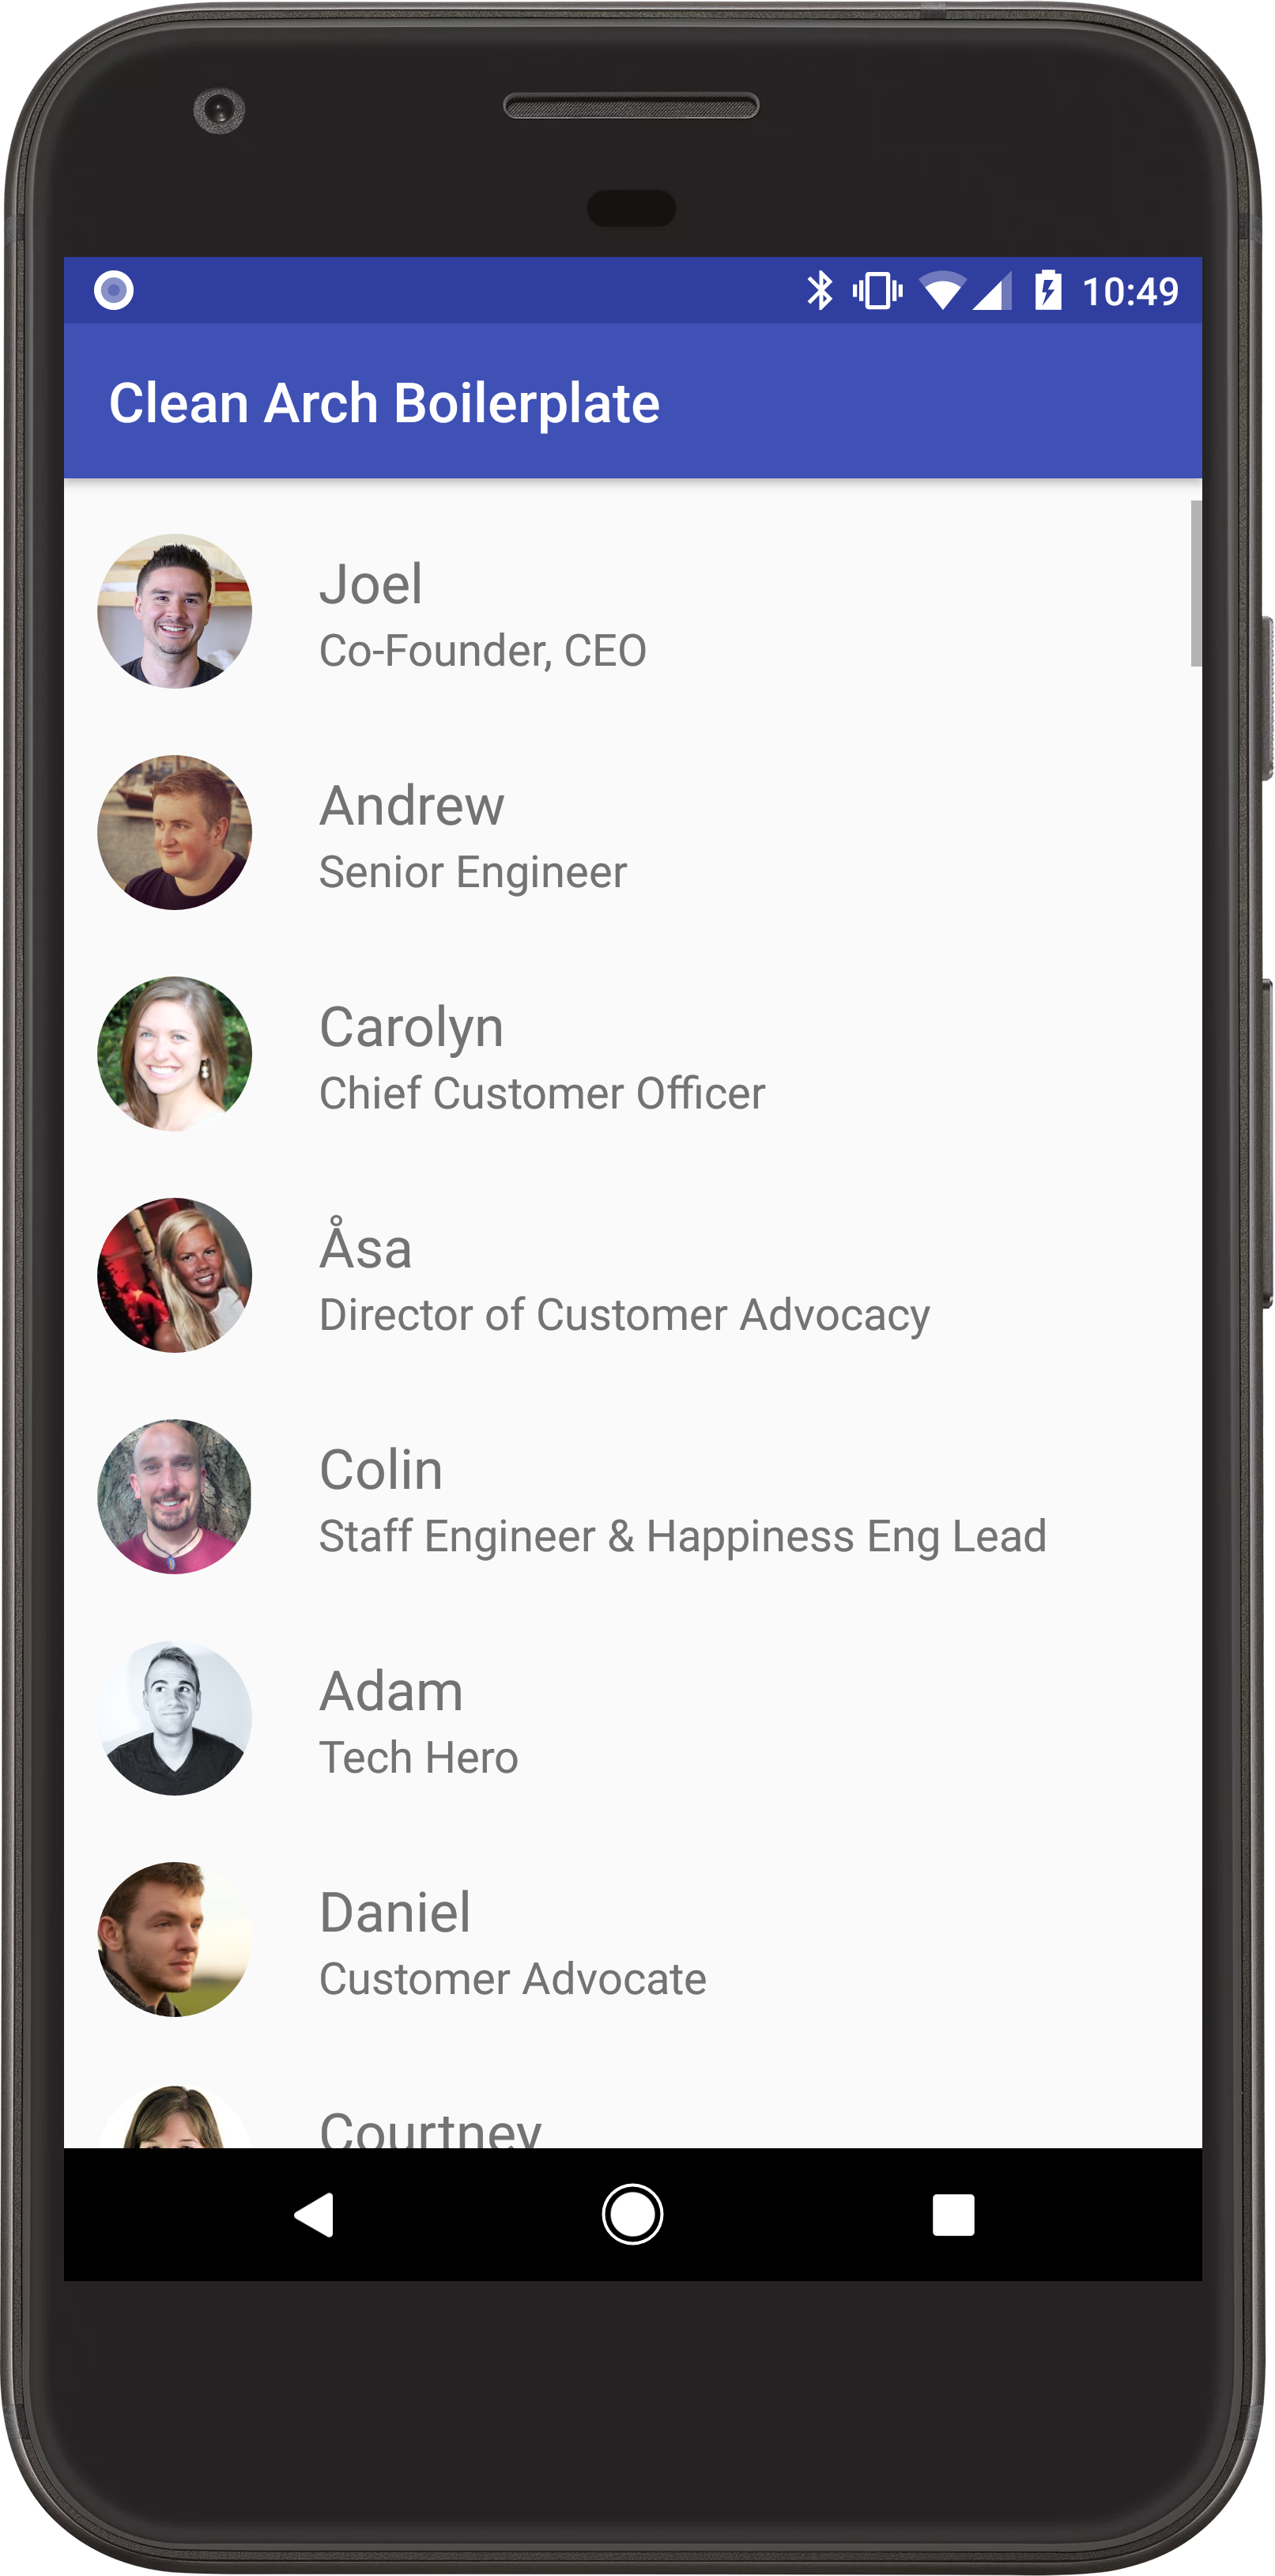 10:49
Clean Arch Boilerplate
Joel
Co-Founder, CEO
Andrew
Senior Engineer
Carolyn
Chief Customer Officer
Åsa
Director of Customer Advocacy
Colin
Staff Engineer & Happiness Eng Lead
Adam
Tech Hero
Daniel
Customer Advocate
Courtney